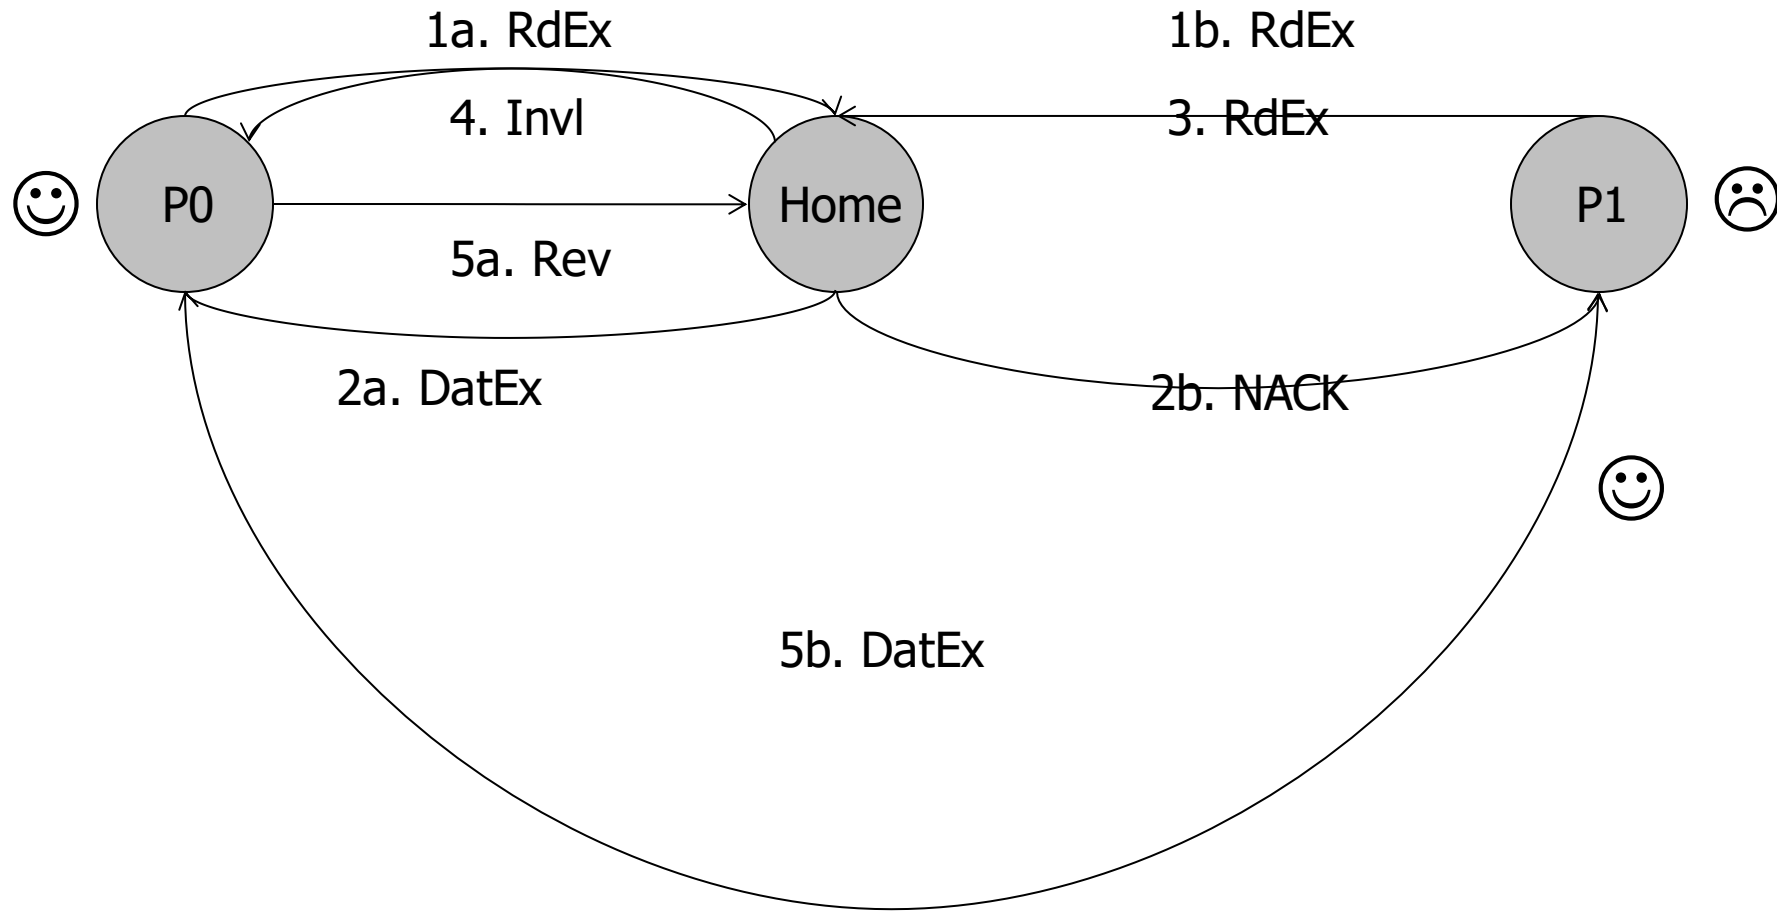 1a. RdEx
1b. RdEx
4. Invl
3. RdEx
P0
Home
P1
5a. Rev
2a. DatEx
2b. NACK
5b. DatEx